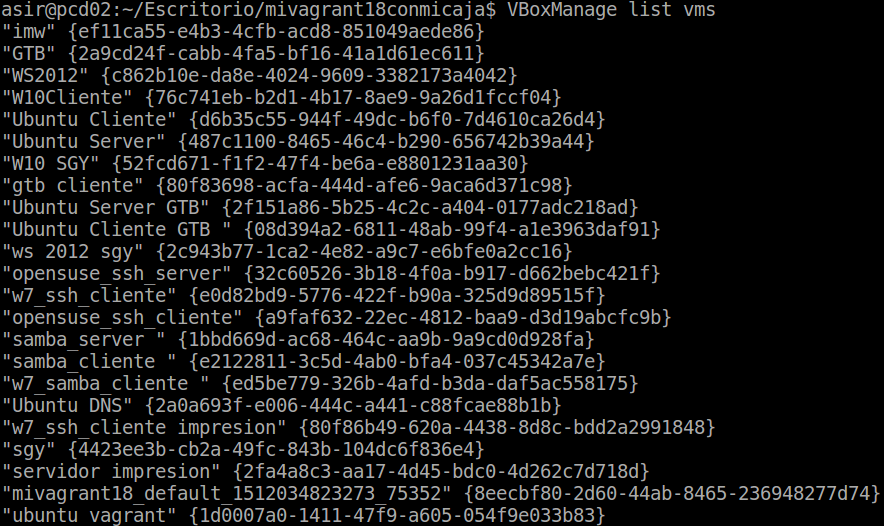 asir@pcd02:~/Escritorio/mivagrant18conmicaja$ VBoxManage list vms
"imw" {ef11ca55-e4b3-4cfb-acd8-851049aede86}
"GTB" {2a9cd24f-cabb-4fa5-bf16-41a1d61ec611}
"WS2012" {c862b10e-da8e-4024-9609-3382173a4042}
"W10Cliente" {76c741eb-b2d1-4b17-8ae9-9a26d1fccf04}
"Ubuntu Cliente" {d6b35c55-944f-49dc-b6f0-7d4610ca26d4}
"Ubuntu Server" {487c1100-8465-46c4-b290-656742b39a44}
"W10 SGY" {52fcd671-f1f2-47f4-be6a-e8801231aa30}
"gtb cliente" {80f83698-acfa-444d-afe6-9aca6d371c98}
"Ubuntu Server GTB" {2f151a86-5b25-4c2c-a404-0177adc218ad}
"Ubuntu Cliente GTB " {08d394a2-6811-48ab-99f4-a1e3963daf91}
"ws 2012 sgy" {2c943b77-1ca2-4e82-a9c7-e6bfe0a2cc16}
"opensuse_ssh_server" {32c60526-3b18-4f0a-b917-d662bebc421f}
"w7_ssh_cliente" {e0d82bd9-5776-422f-b90a-325d9d89515f}
"opensuse_ssh_cliente" {a9faf632-22ec-4812-baa9-d3d19abcfc9b}
"samba_server " {1bbd669d-ac68-464c-aa9b-9a9cd0d928fa}
"samba_cliente " {e2122811-3c5d-4ab0-bfa4-037c45342a7e}
"w7_samba_cliente " {ed5be779-326b-4afd-b3da-daf5ac558175}
"Ubuntu DNS" {2a0a693f-e006-444c-a441-c88fcae88b1b}
"w7_ssh_cliente impresion" {80f86b49-620a-4438-8d8c-bdd2a2991848}
"sgy" {4423ee3b-cb2a-49fc-843b-104dc6f836e4}
"servidor impresion" {2fa4a8c3-aa17-4d45-bdc0-4d262c7d718d}
"mivagrant18_default_1512034823273_75352" {8eecbf80-2d60-44ab-8465-236948277d74}
"ubuntu vagrant" {1d0007a0-1411-47f9-a605-054f9e033b83}